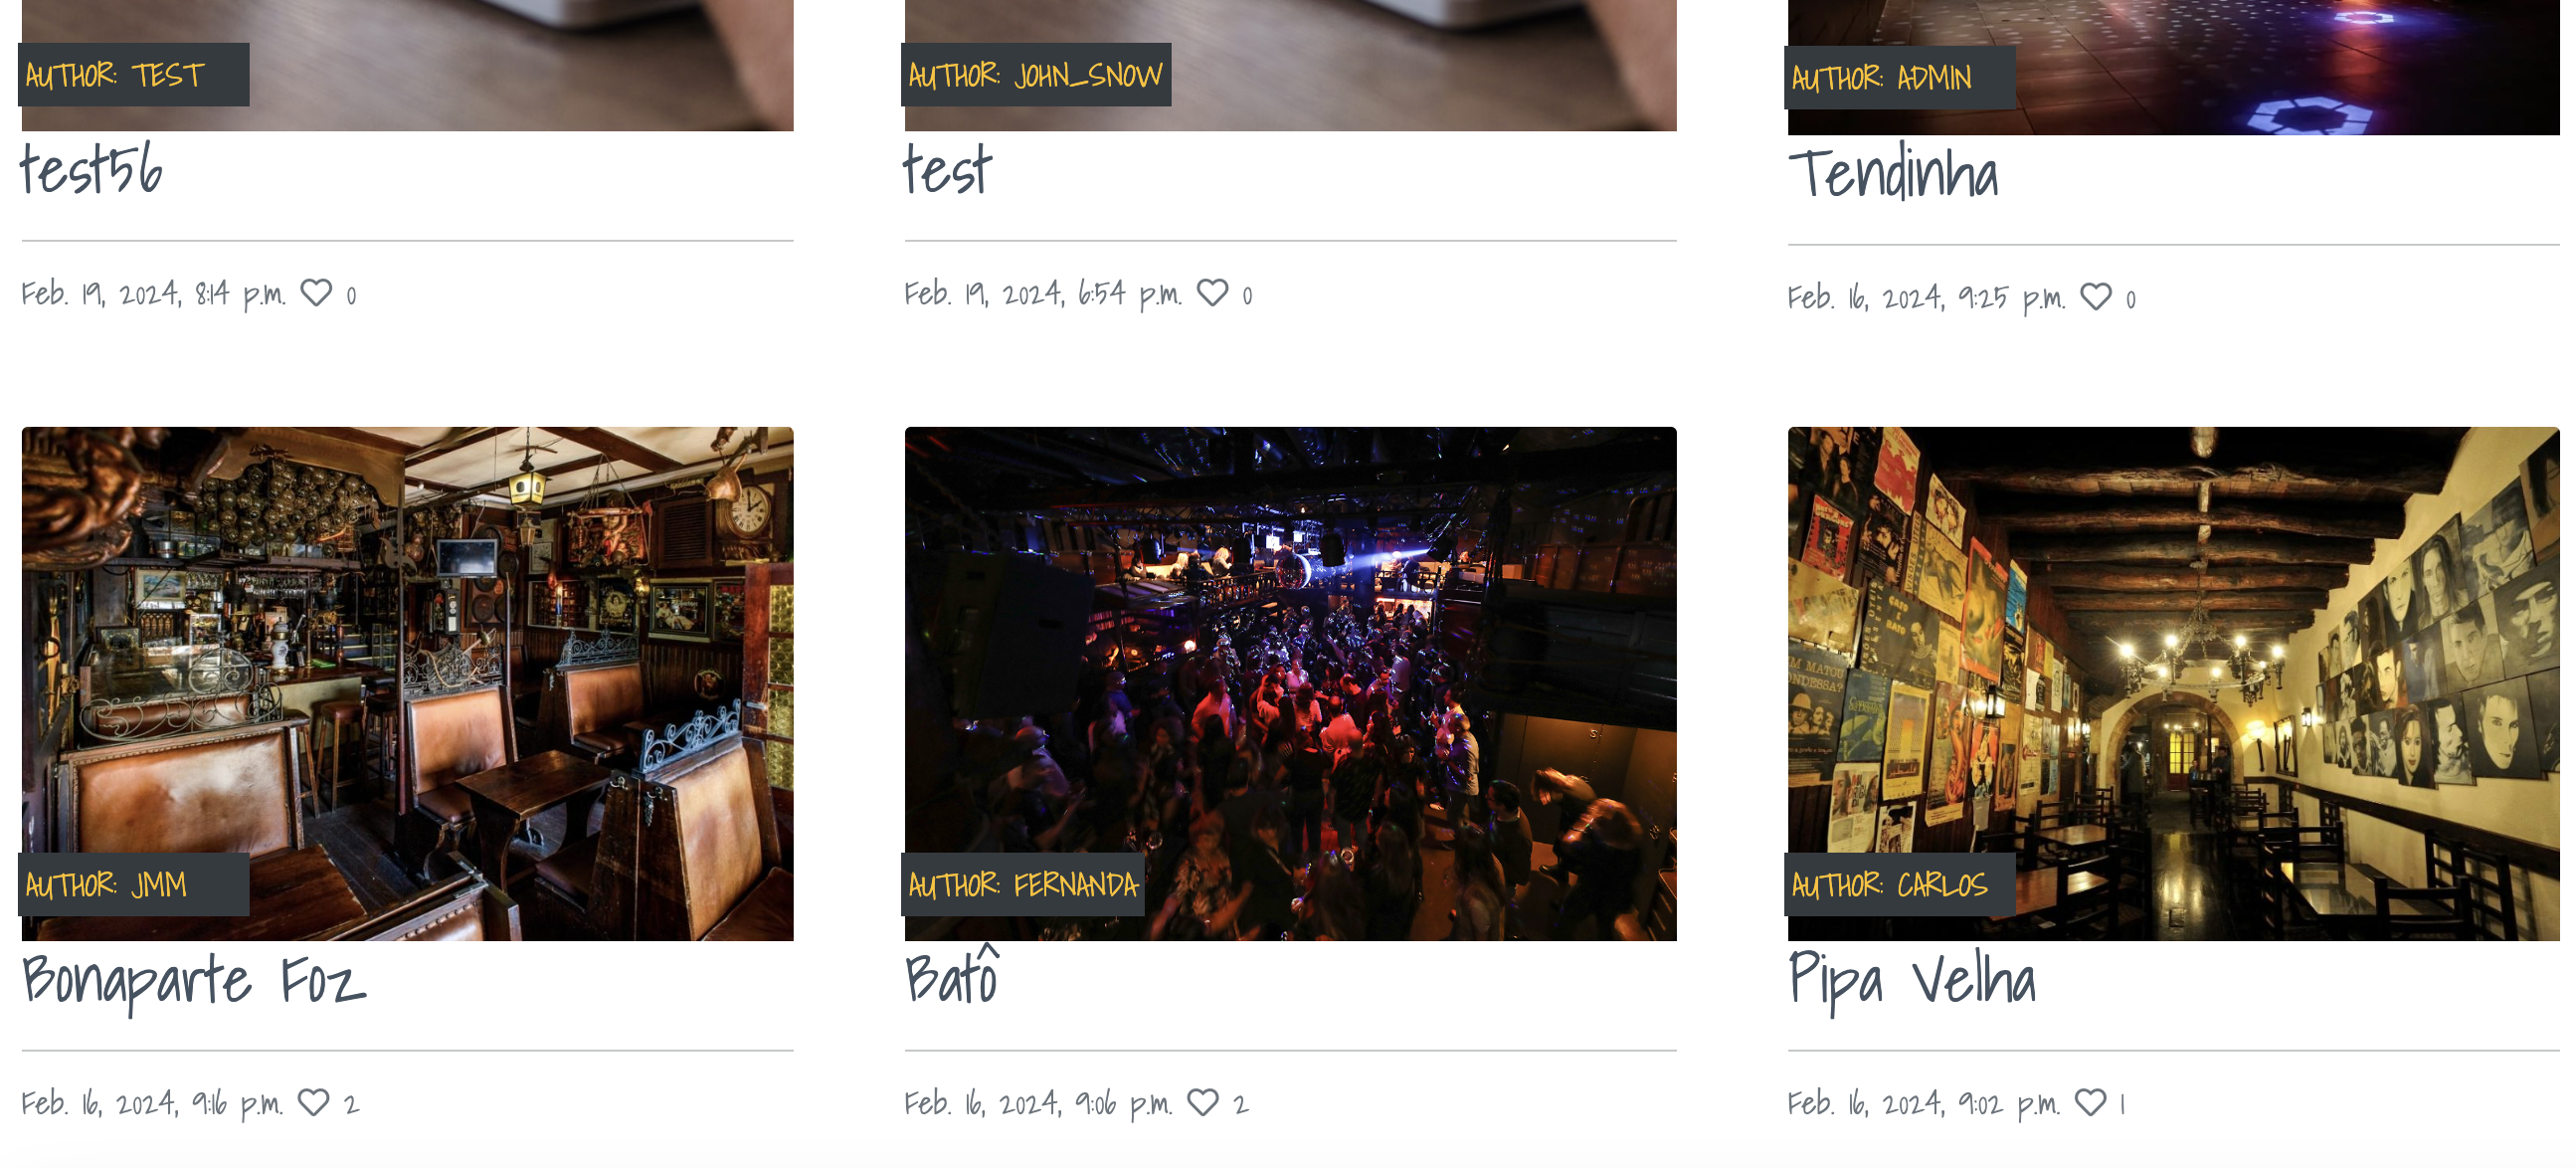 AUTHOR: TEST
AUTHOR: JOHN_SNOW
AUTHOR: ADMIN
test56
test
Tendinha
Feb. 19, 2024, 8:14 p.m. 0
Feb. 19, 2024, 6:54 p.m. 0
Feb. 16, 2024, 9:25 p.m. 0
M MATOU
NDESSA?
AUTHOR: JMM
AUTHOR: FERNANDA
AUTHOR: CARLOS
Bonaparte Foz
Batô
Pipa Velha
Feb. 16, 2024, 9:16 p.m. 2
Feb. 16, 2024, 9:06 p.m. 2
Feb. 16, 2024, 9:02 p.m. 1